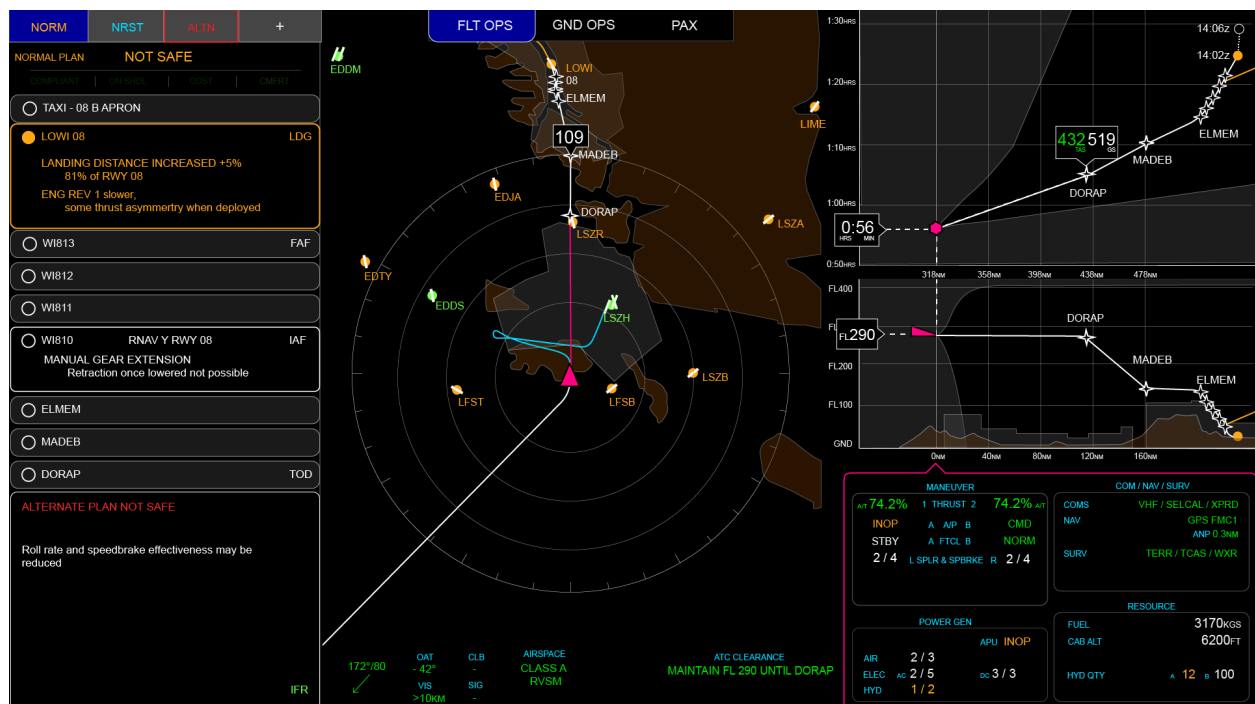 NORM NRST ALTN +
NORMAL PLAN NOT SAFE
COMPLIANT ON SHDL COST CMFRT
TAXI - 08 B APRON
LOWI 08 LDG
LANDING DISTANCE INCREASED +5%
81% of RWY 08
ENG REV 1 slower,
some thrust asymmertry when deployed
WI813 FAF
WI812
WI811
WI810 RNAV Y RWY 08 IAF
MANUAL GEAR EXTENSION
Retraction once lowered not possible
ELMEM
MADEB
DORAP TOD
ALTERNATE PLAN NOT SAFE
Roll rate and speedbrake effectiveness may be
reduced
IFR
FLT OPS GND OPS PAX
EDDM
LOWI
08
ELMEM
LIME
109
MADEB
EDJA
DORAP
LSZR
LSZA
EDTY
EDDS
LSZH
LSZB
LFST
LFSB
172°/80
OAT
- 42°
VIS
>10KM
CLB
-
SIG
-
AIRSPACE
CLASS A
RVSM
ATC CLEARANCE
MAINTAIN FL 290 UNTIL DORAP
1:30HRS
1:20HRS
1:10HRS
1:00HRS
0:50HRS
14:06z
14:02z
ELMEM
432 TAS 519 GS
MADEB
DORAP
0:56
HRS MIN
318NM 358NM 398NM 438NM 478NM
FL400
FL290
FL200
FL100
GND
DORAP
MADEB
ELMEM
0NM 40NM 80NM 120NM 160NM
MANEUVER
A/T 74.2% 1 THRUST 2 74.2% A/T
INOP A A/P B CMD
STBY A FTCL B NORM
2 / 4 L SPLR & SPBRKE R 2 / 4
COM / NAV / SURV
COMS VHF / SELCAL / XPRD
NAV GPS FMC1
ANP 0.3NM
SURV TERR / TCAS / WXR
POWER GEN
APU INOP
AIR 2 / 3
ELEC AC 2 / 5 DC 3 / 3
HYD 1 / 2
RESOURCE
FUEL 3170KGS
CAB ALT 6200FT
HYD QTY A 12 B 100